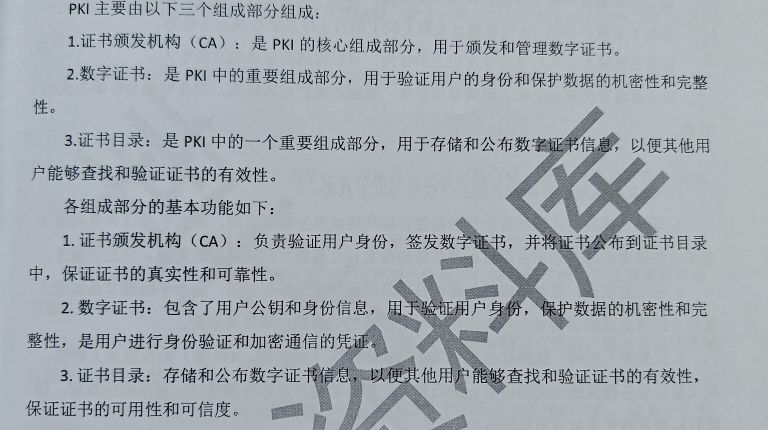 PKI 主要由以下三个组成部分组成：
1.证书颁发机构（CA）：是 PKI 的核心组成部分，用于颁发和管理数字证书。
2.数字证书：是 PKI 中的重要组成部分，用于验证用户的身份和保护数据的机密性和完整
性。
3.证书目录：是 PKI 中的一个重要组成部分，用于存储和公布数字证书信息，以便其他用
户能够查找和验证证书的有效性。
各组成部分的基本功能如下：
1. 证书颁发机构（CA）：负责验证用户身份，签发数字证书，并将证书公布到证书目录
中，保证证书的真实性和可靠性。
2. 数字证书：包含了用户公钥和身份信息，用于验证用户身份，保护数据的机密性和完
整性，是用户进行身份验证和加密通信的凭证。
3. 证书目录：存储和公布数字证书信息，以便其他用户能够查找和验证证书的有效性，
保证证书的可用性和可信度。
资料库